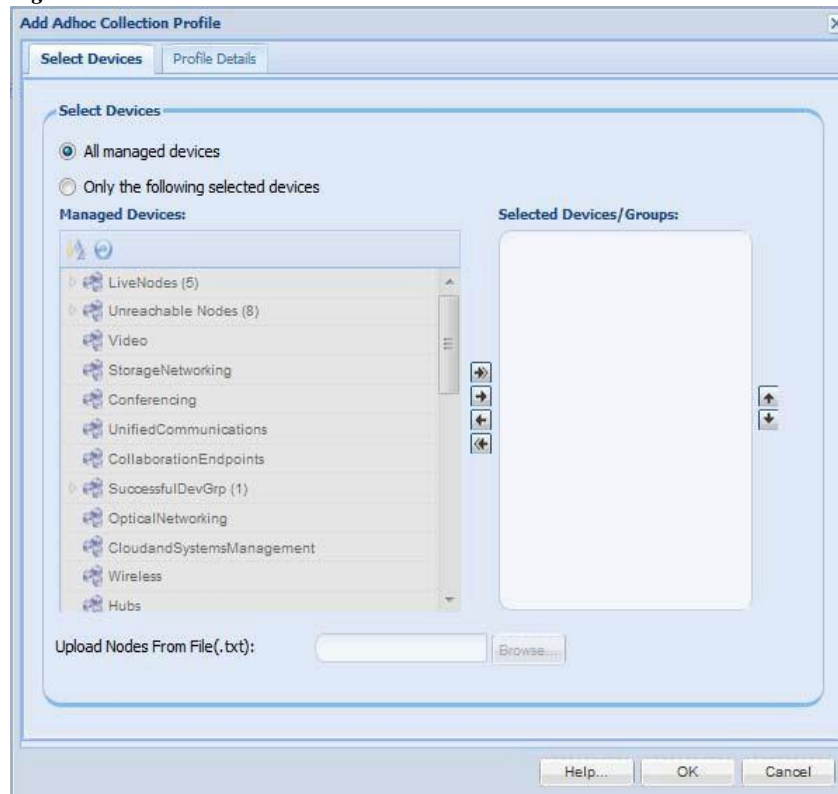 Add Adhoc Collection Profile
Select Devices
Profile Details
Select Devices
All managed devices
Only the following selected devices
Managed Devices:
Selected Devices/Groups:
LiveNodes (5)
Unreachable Nodes (8)
Video
StorageNetworking
Conferencing
UnifiedCommunications
CollaborationEndpoints
SuccessfulDevGrp (1)
OpticalNetworking
CloudandSystemsManagement
Wireless
Hubs
Upload Nodes From File(.txt):
Browse...
Help...
OK
Cancel